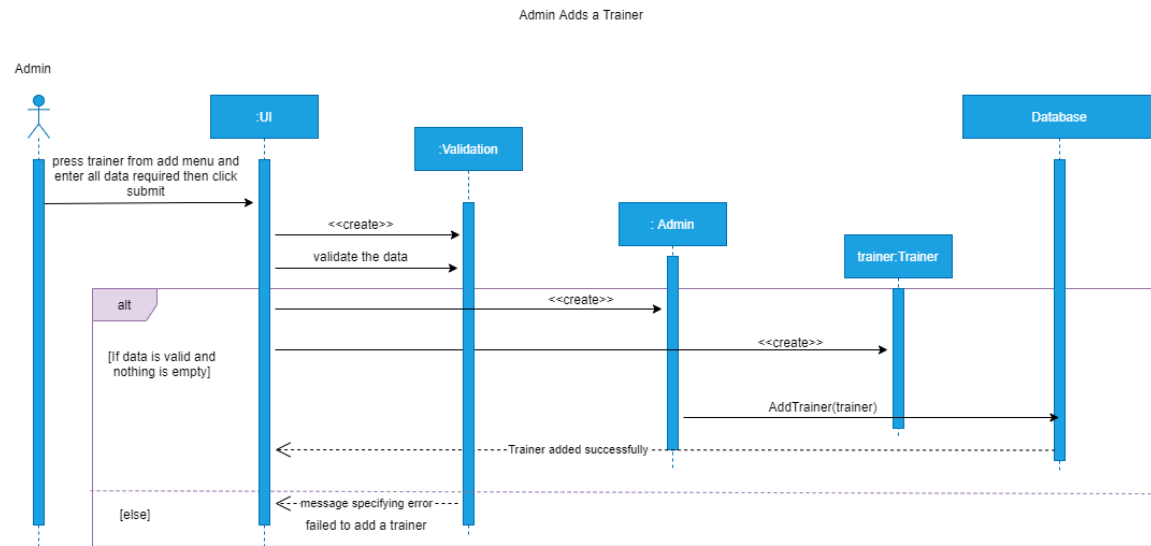 Admin Adds a Trainer
Admin
:UI
Database
:Validation
press trainer from add menu and
enter all data required then click
submit
: Admin
<<create>>
trainer:Trainer
validate the data
alt
<<create>>
<<create>>
[If data is valid and
nothing is empty]
AddTrainer(trainer)
Trainer added successfully
message specifying error
[else]
failed to add a trainer